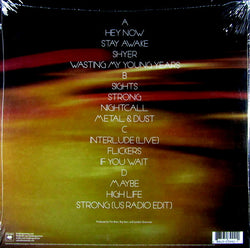 A
HEY NOW
STAY AWAKE
SHYER
WASTING MY YOUNG YEARS
B
SIGHTS
STRONG
NIGHTCALL
METAL & DUST
C
INTERLUDE (LIVE)
FLICKERS
IF YOU WAIT
D
MAYBE
HIGH LIFE
STRONG (US RADIO EDIT)